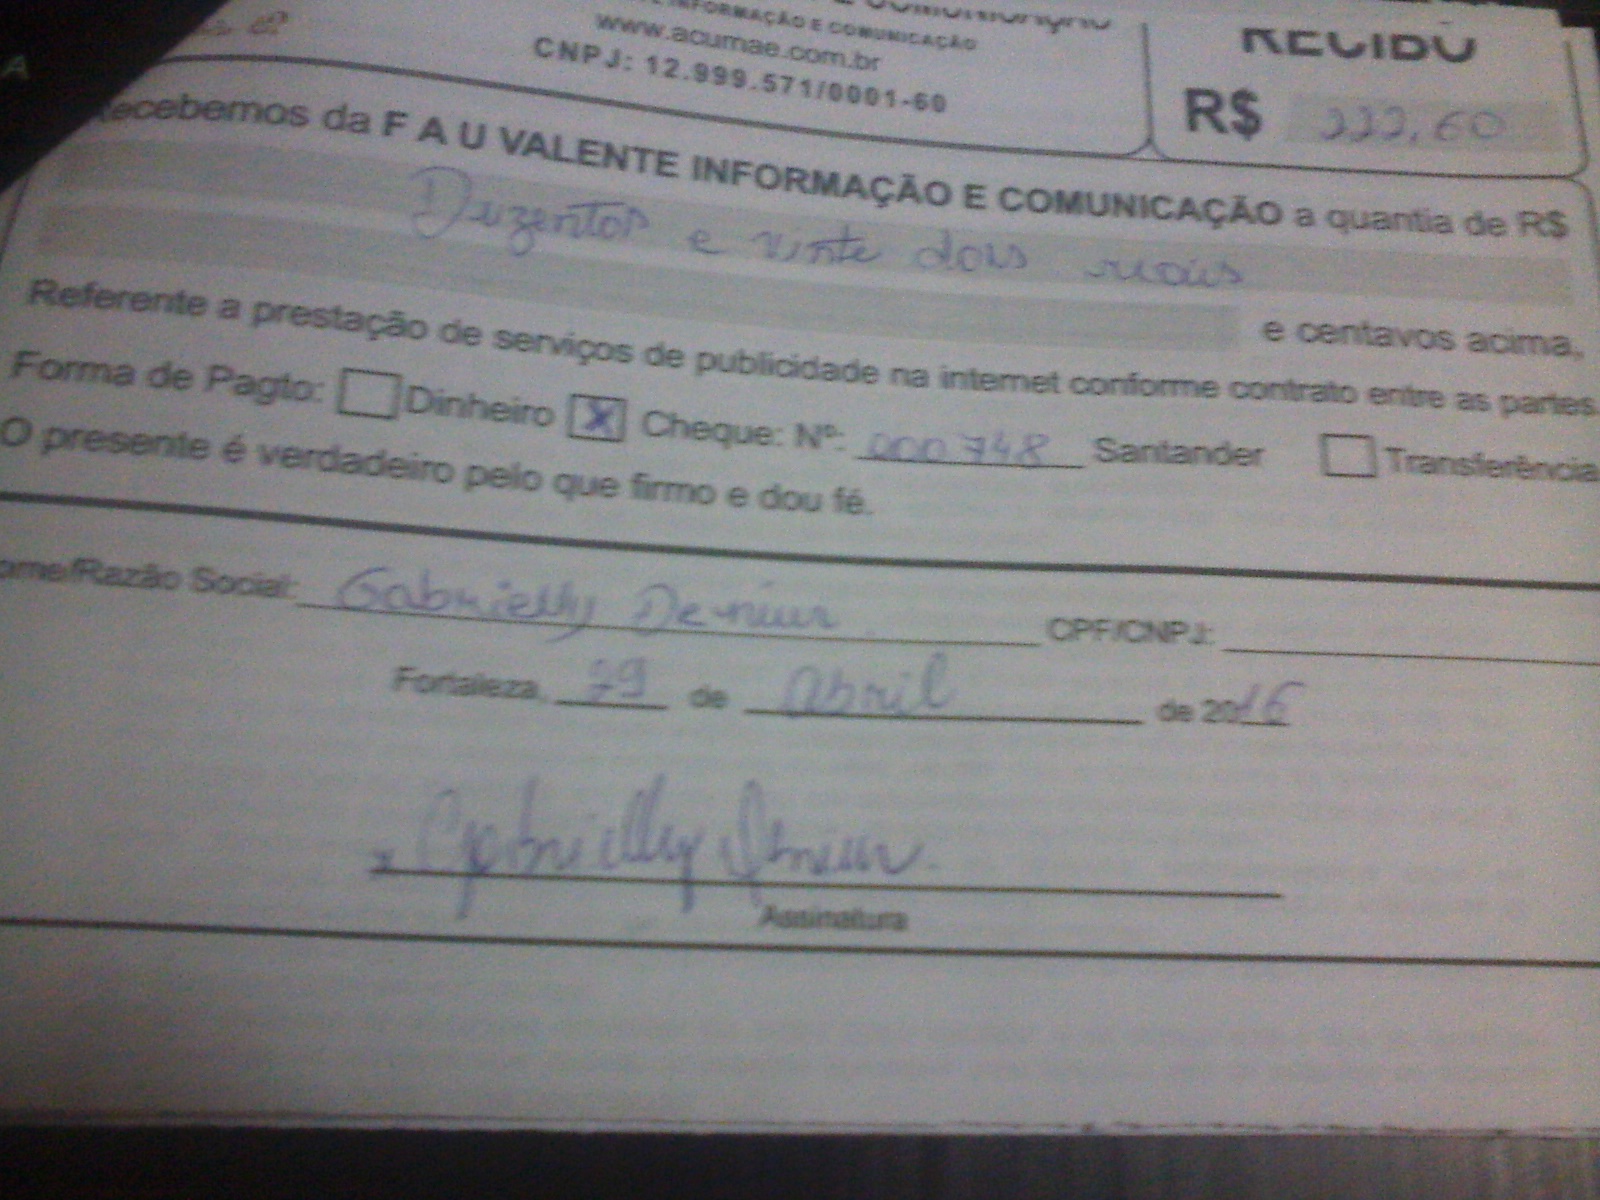 INFORMAÇÃO E COMUNICAÇÃO
www.acumae.com.br
CNPJ: 12.999.571/0001-60
RECIBO
R$ 222,60
Recebemos da F A U VALENTE INFORMAÇÃO E COMUNICAÇÃO a quantia de R$
Duzentos e vinte dois reais
e centavos acima,
Referente a prestação de serviços de publicidade na internet conforme contrato entre as partes
Forma de Pagto: Dinheiro X Cheque: Nº: 000748 Santander Transferência
O presente é verdadeiro pelo que firmo e dou fé.
ome/Razão Social: Gabrielly CPF/CNPJ:
Fortaleza, 29 de abril de 2016
x Gabrielly
Assinatura